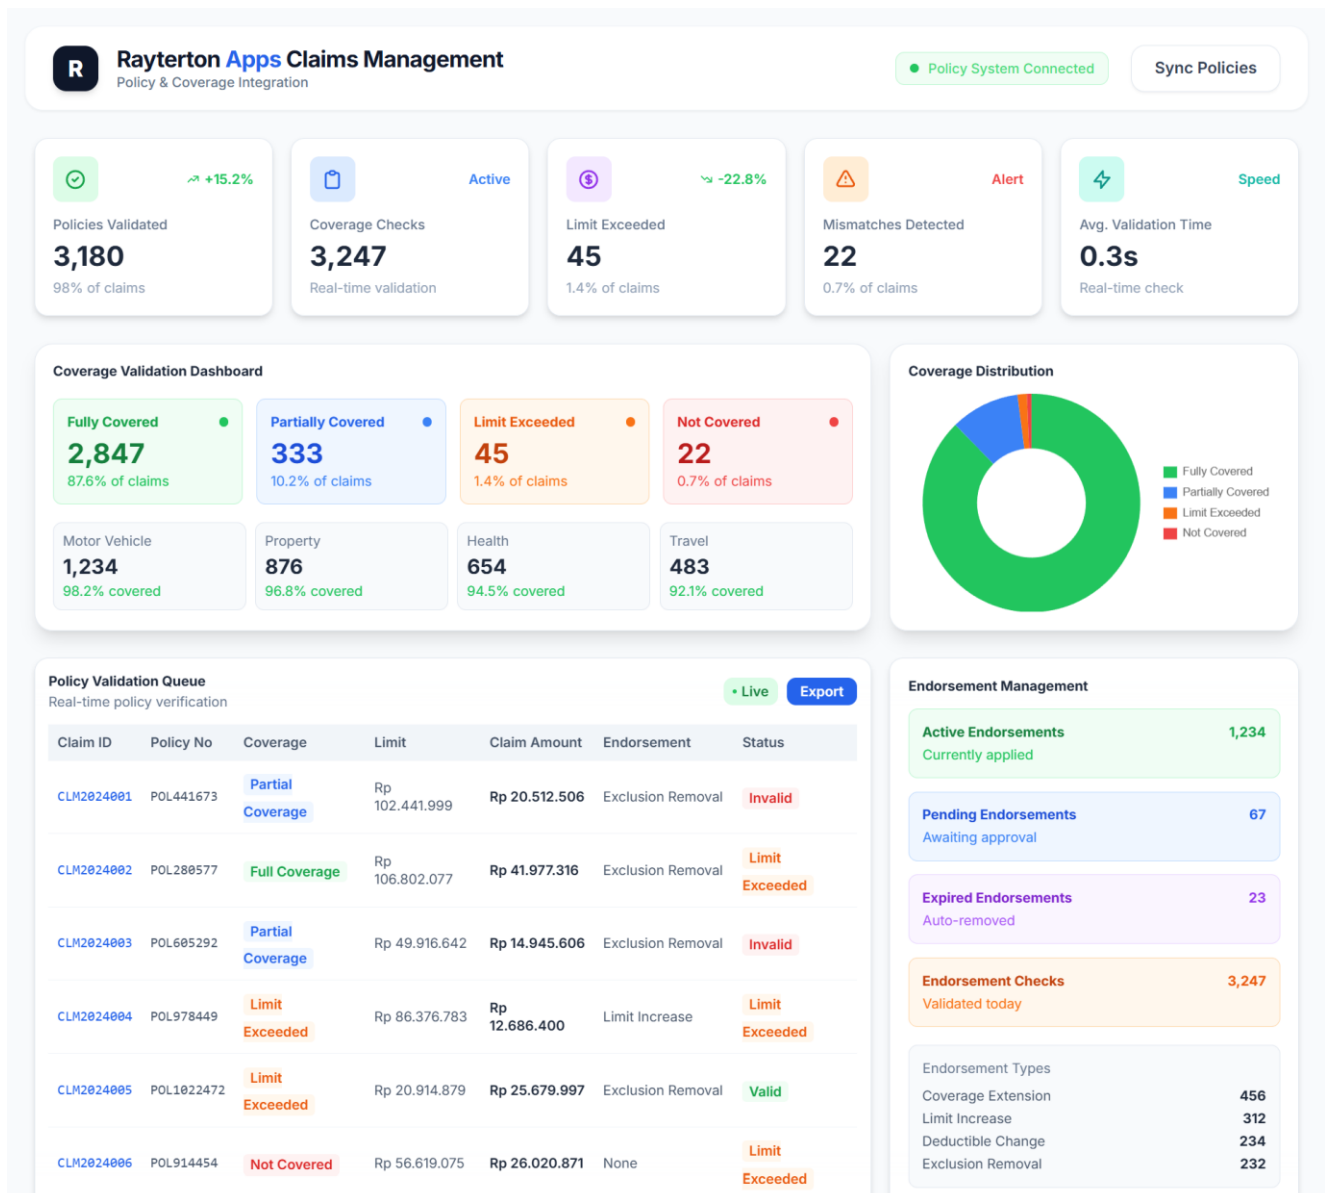 R
Rayterton Apps Claims Management
Policy & Coverage Integration
Policy System Connected
Sync Policies
+15.2%
Policies Validated
3,180
98% of claims
Active
Coverage Checks
3,247
Real-time validation
-22.8%
Limit Exceeded
45
1.4% of claims
Alert
Mismatches Detected
22
0.7% of claims
Speed
Avg. Validation Time
0.3s
Real-time check
Coverage Validation Dashboard
Fully Covered
2,847
87.6% of claims
Partially Covered
333
10.2% of claims
Limit Exceeded
45
1.4% of claims
Not Covered
22
0.7% of claims
Motor Vehicle
1,234
98.2% covered
Property
876
96.8% covered
Health
654
94.5% covered
Travel
483
92.1% covered
Coverage Distribution
Fully Covered
Partially Covered
Limit Exceeded
Not Covered
Policy Validation Queue
Real-time policy verification
Live
Export
Claim ID Policy No Coverage Limit Claim Amount Endorsement Status
CLM2024001 POL441673 Partial Coverage Rp 102.441.999 Rp 20.512.506 Exclusion Removal Invalid
CLM2024002 POL280577 Full Coverage Rp 106.802.077 Rp 41.977.316 Exclusion Removal Limit Exceeded
CLM2024003 POL605292 Partial Coverage Rp 49.916.642 Rp 14.945.606 Exclusion Removal Invalid
CLM2024004 POL978449 Limit Exceeded Rp 86.376.783 Rp 12.686.400 Limit Increase Limit Exceeded
CLM2024005 POL1022472 Limit Exceeded Rp 20.914.879 Rp 25.679.997 Exclusion Removal Valid
CLM2024006 POL914454 Not Covered Rp 56.619.075 Rp 26.020.871 None Limit Exceeded
Endorsement Management
Active Endorsements 1,234
Currently applied
Pending Endorsements 67
Awaiting approval
Expired Endorsements 23
Auto-removed
Endorsement Checks 3,247
Validated today
Endorsement Types
Coverage Extension 456
Limit Increase 312
Deductible Change 234
Exclusion Removal 232